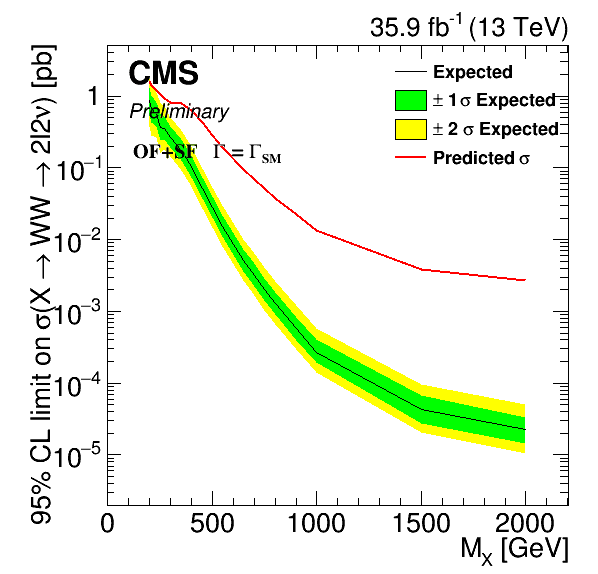 35.9 fb⁻¹ (13 TeV)
95% CL limit on σ(X → WW → 2l2ν) [pb]
CMS
Preliminary
OF+SF Γ = Γ_SM
Expected
± 1 σ Expected
± 2 σ Expected
Predicted σ
1
10⁻¹
10⁻²
10⁻³
10⁻⁴
10⁻⁵
0 500 1000 1500 2000
M_X [GeV]